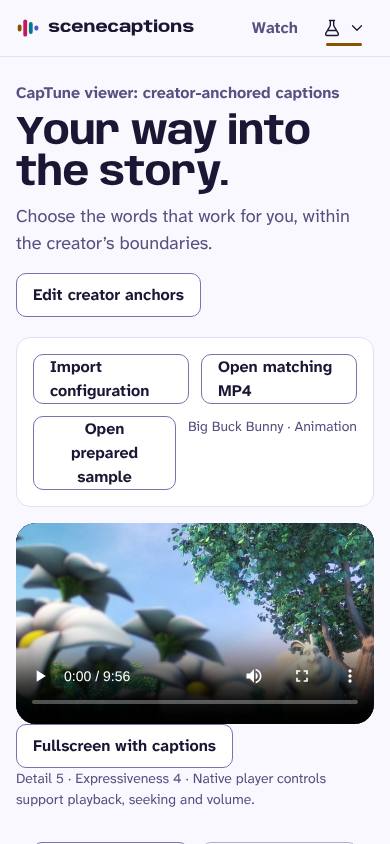 scenecaptions
Watch
CapTune viewer: creator-anchored captions
Your way into
the story.
Choose the words that work for you, within
the creator’s boundaries.
Edit creator anchors
Import
configuration
Open matching
MP4
Open
prepared
sample
Big Buck Bunny · Animation
0:00 / 9:56
Fullscreen with captions
Detail 5 · Expressiveness 4 · Native player controls
support playback, seeking and volume.